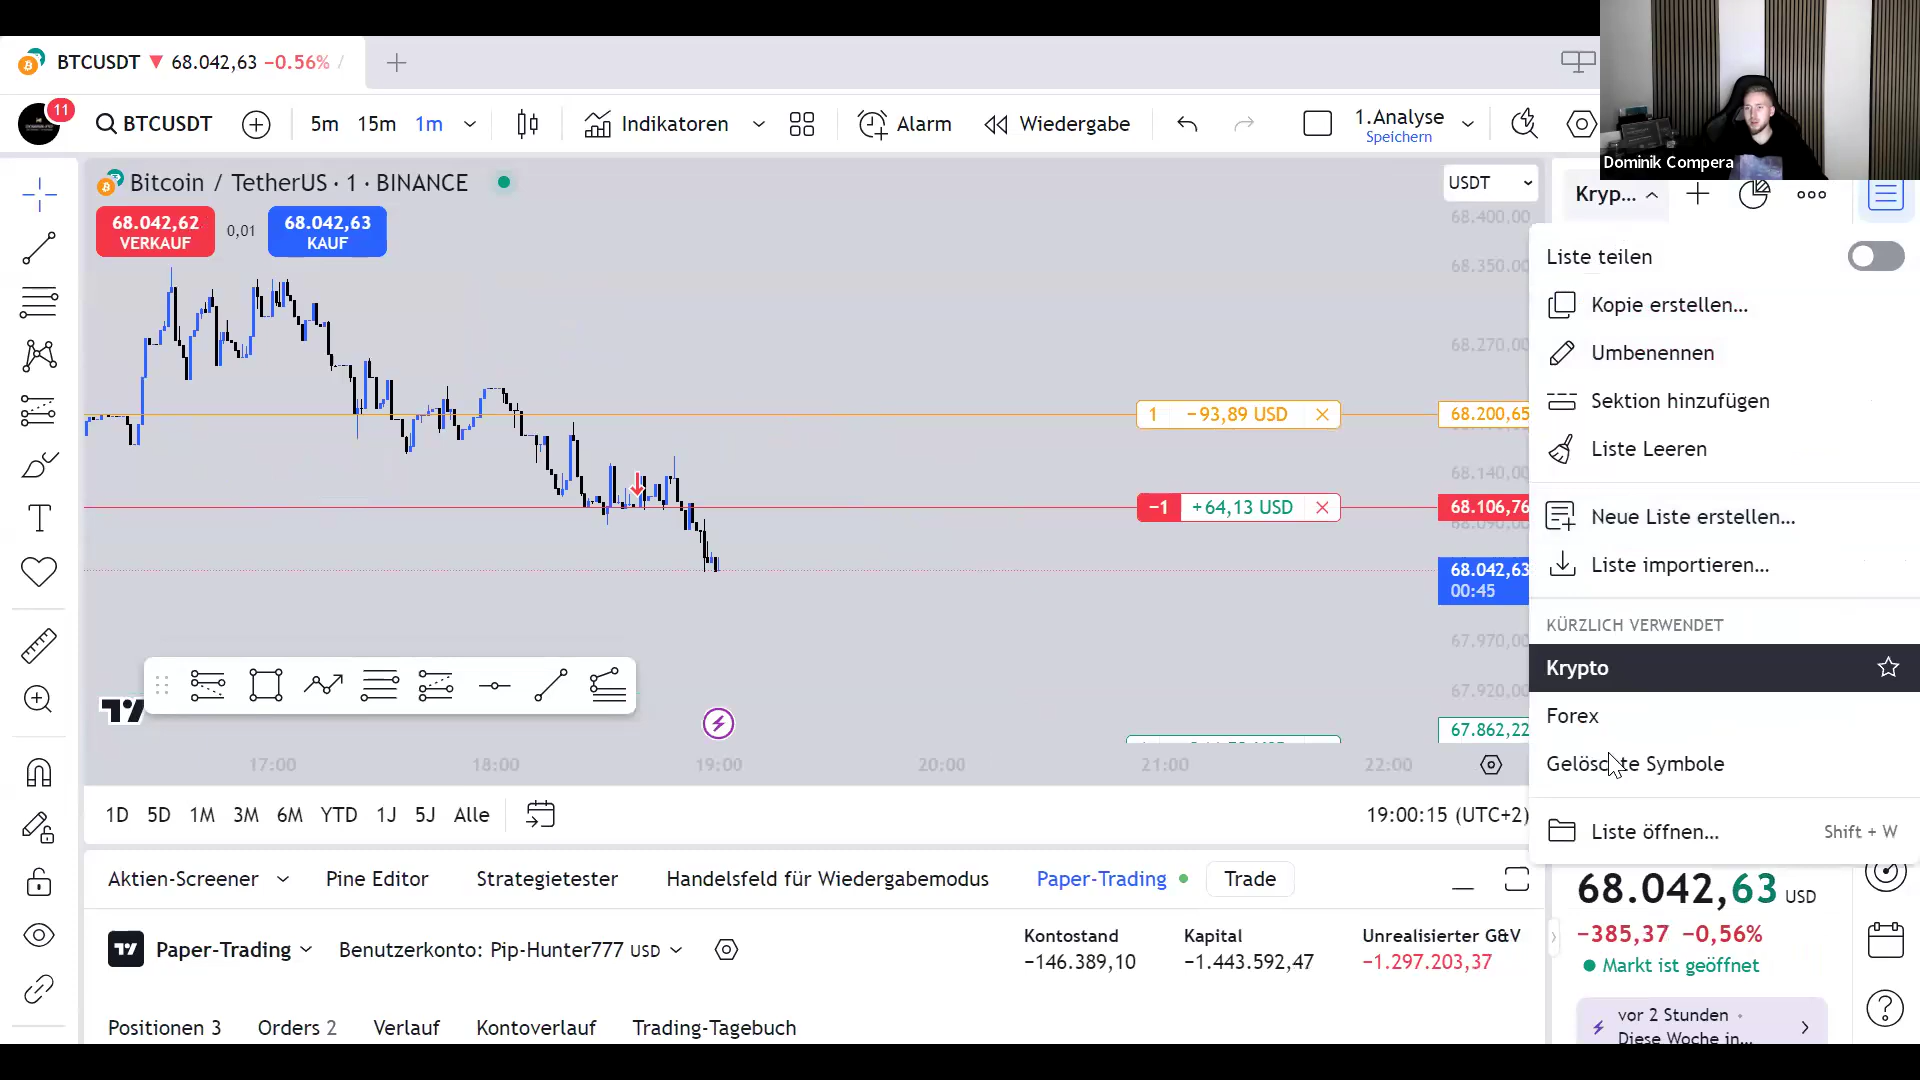 BTCUSDT 68.042,63 −0.56% /
11
BTCUSDT
5m 15m 1m
Indikatoren
Alarm
Wiedergabe
1.Analyse
Speichern
Dominik Compera
Bitcoin / TetherUS · 1 · BINANCE
68.042,62
VERKAUF
0,01
68.042,63
KAUF
USDT
68.400,00
68.350,00
68.270,00
68.200,65
68.140,00
68.106,76
68.090,00
68.042,63
00:45
67.970,00
67.920,00
67.862,22
1 −93,89 USD
−1 +64,13 USD
17:00 18:00 19:00 20:00 21:00 22:00
1D 5D 1M 3M 6M YTD 1J 5J Alle
19:00:15 (UTC+2)
Kryp...
Liste teilen
Kopie erstellen...
Umbenennen
Sektion hinzufügen
Liste Leeren
Neue Liste erstellen...
Liste importieren...
KÜRZLICH VERWENDET
Krypto
Forex
Gelöschte Symbole
Liste öffnen... Shift + W
Aktien-Screener Pine Editor Strategietester Handelsfeld für Wiedergabemodus Paper-Trading Trade
Paper-Trading Benutzerkonto: Pip-Hunter777 USD
Kontostand
−146.389,10
Kapital
−1.443.592,47
Unrealisierter G&V
−1.297.203,37
Positionen 3 Orders 2 Verlauf Kontoverlauf Trading-Tagebuch
68.042,63 USD
−385,37 −0,56%
Markt ist geöffnet
vor 2 Stunden
Diese Woche in...